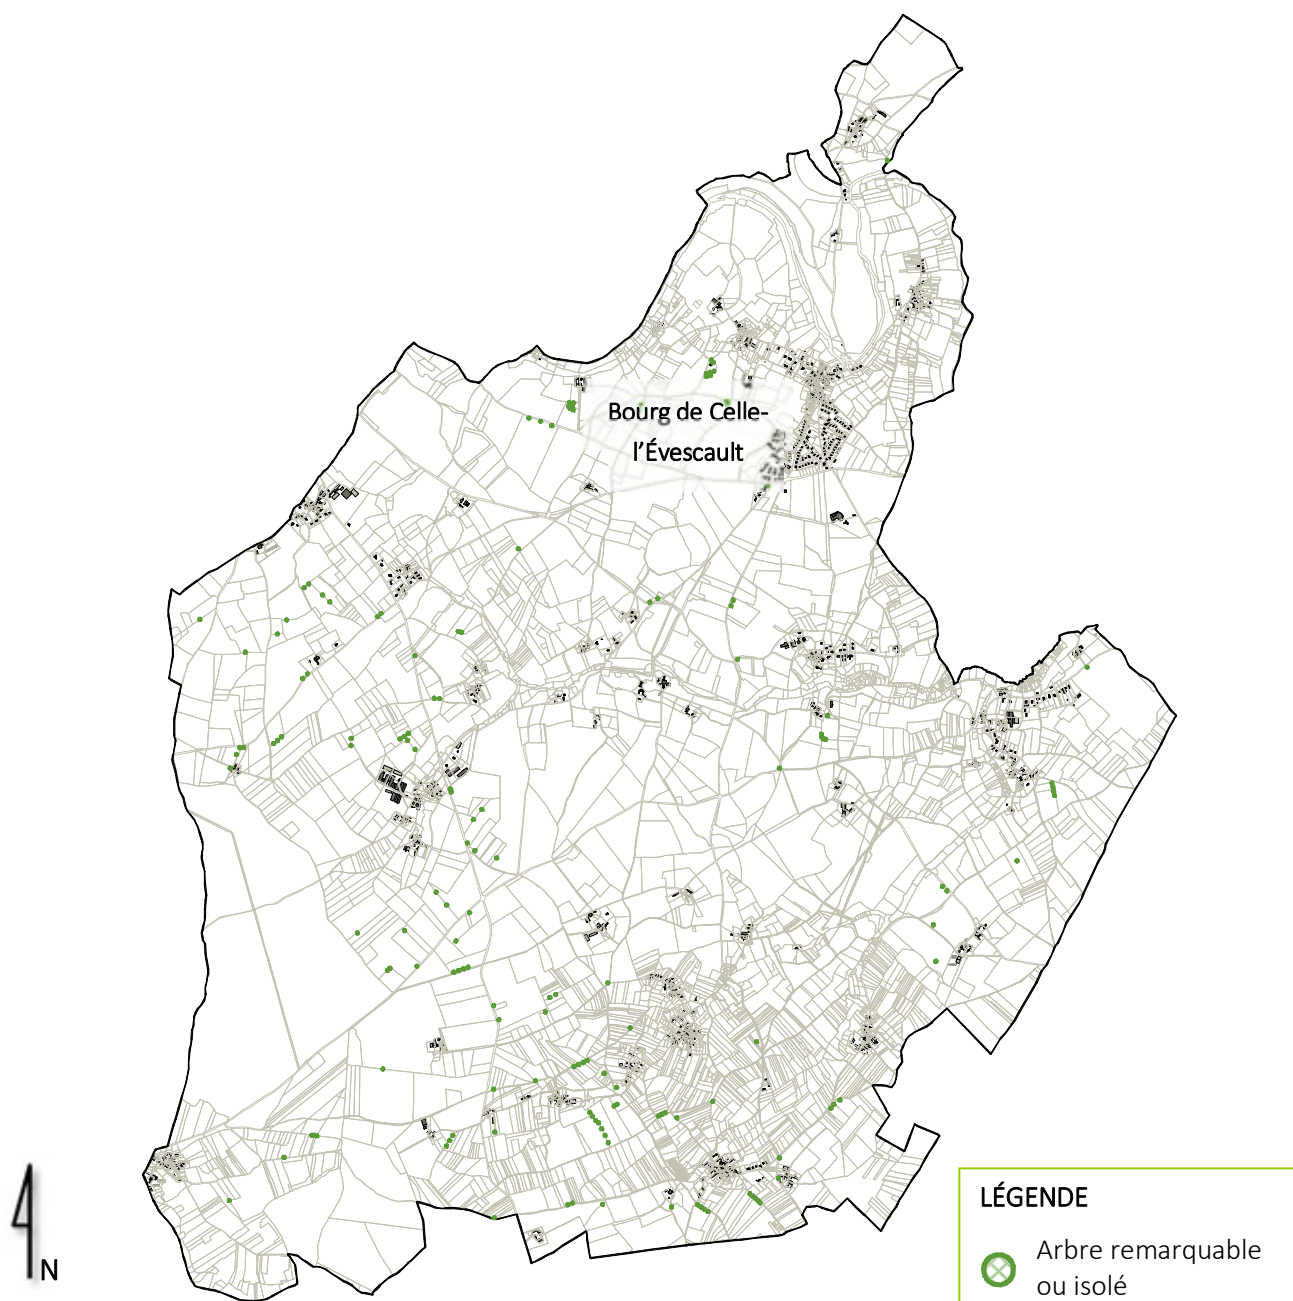 Bourg de Celle-
l’Évescault
N
LÉGENDE
Arbre remarquable
ou isolé